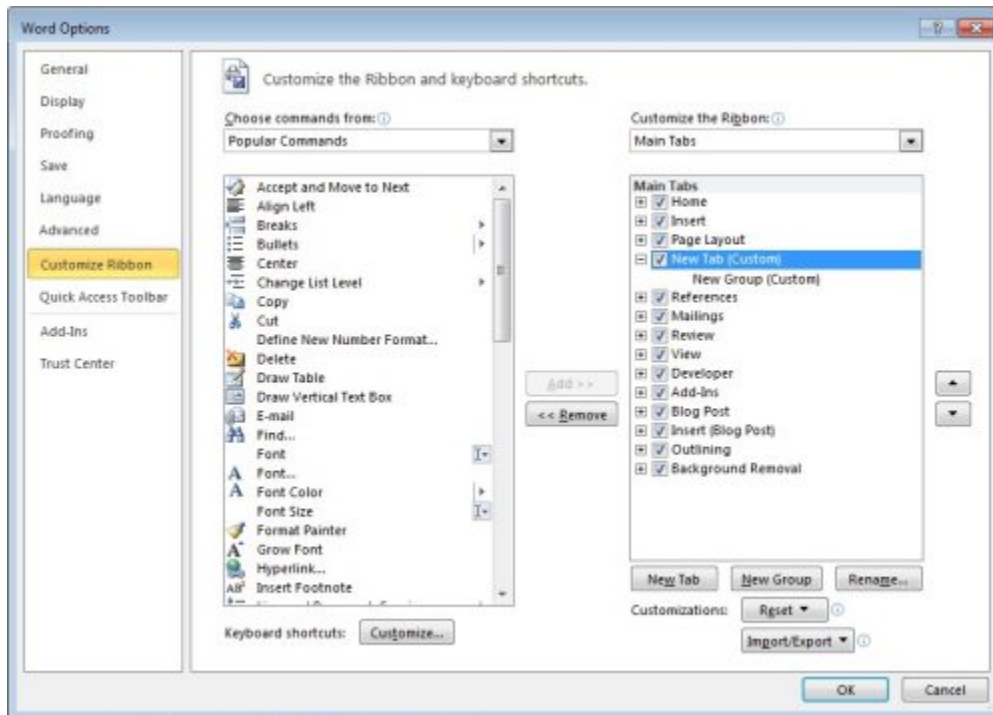 Word Options
General
Display
Proofing
Save
Language
Advanced
Customize Ribbon
Quick Access Toolbar
Add-Ins
Trust Center
Customize the Ribbon and keyboard shortcuts.
Choose commands from:
Popular Commands
Accept and Move to Next
Align Left
Breaks
Bullets
Center
Change List Level
Copy
Cut
Define New Number Format...
Delete
Draw Table
Draw Vertical Text Box
E-mail
Find...
Font
Font...
Font Color
Font Size
Format Painter
Grow Font
Hyperlink...
Insert Footnote
Keyboard shortcuts: Customize...
Add >>
<< Remove
Customize the Ribbon:
Main Tabs
Main Tabs
Home
Insert
Page Layout
New Tab (Custom)
New Group (Custom)
References
Mailings
Review
View
Developer
Add-Ins
Blog Post
Insert (Blog Post)
Outlining
Background Removal
New Tab New Group Rename...
Customizations: Reset
Import/Export
OK Cancel